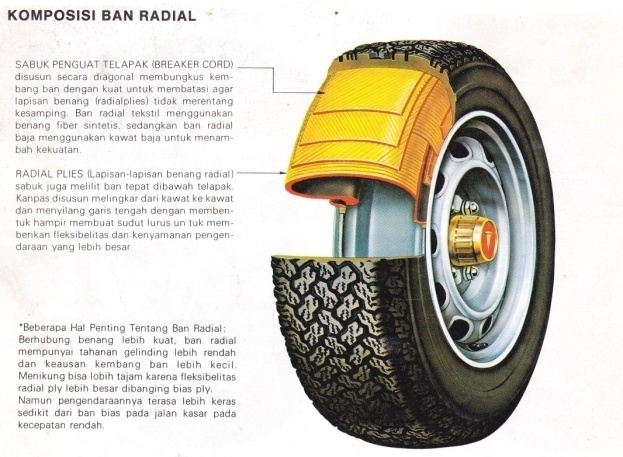 KOMPOSISI BAN RADIAL
SABUK PENGUAT TELAPAK (BREAKER CORD)
disusun secara diagonal membungkus kem-
bang ban dengan kuat untuk membatasi agar
lapisan benang (radialplies) tidak merentang
kesamping. Ban radial tekstil menggunakan
benang fiber sintetis, sedangkan ban radial
baja menggunakan kawat baja untuk menam-
bah kekuatan.
RADIAL PLIES (Lapisan-lapisan benang radial)
sabuk juga melilit ban tepat dibawah telapak.
Kanpas disusun melingkar dari kawat ke kawat
dan menyilang garis tengah dengan memben-
tuk hampir membuat sudut lurus un tuk mem-
berikan fleksibelitas dan kenyamanan pengen-
daraan yang lebih besar.
*Beberapa Hal Penting Tentang Ban Radial:
Berhubung benang lebih kuat, ban radial
mempunyai tahanan gelinding lebih rendah
dan keausan kembang ban lebih kecil.
Menikung bisa lobih tajam karena fleksibelitas
radial ply lebih besar dibanging bias ply.
Namun pengendaraannya terasa lebih keras
sedikit dari ban bias pada jalan kasar pada
kecepatan rendah.